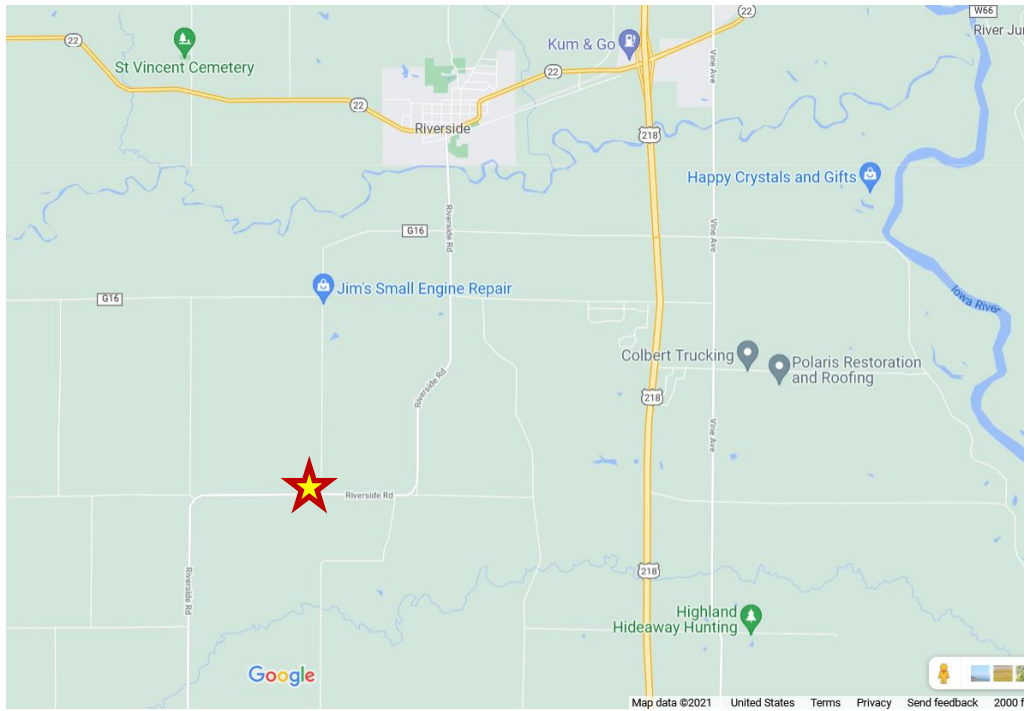 22
W66
River Jun
22
Kum & Go
St Vincent Cemetery
22
22
Riverside
218
Vine Ave
Happy Crystals and Gifts
Riverside Rd
G16
Vine Ave
G16
Jim's Small Engine Repair
Iowa River
Colbert Trucking
Polaris Restoration
and Roofing
Riverside Rd
218
Vine Ave
Riverside Rd
218
Riverside Rd
Highland
Hideaway Hunting
Google
Map data ©2021 United States Terms Privacy Send feedback 2000 f